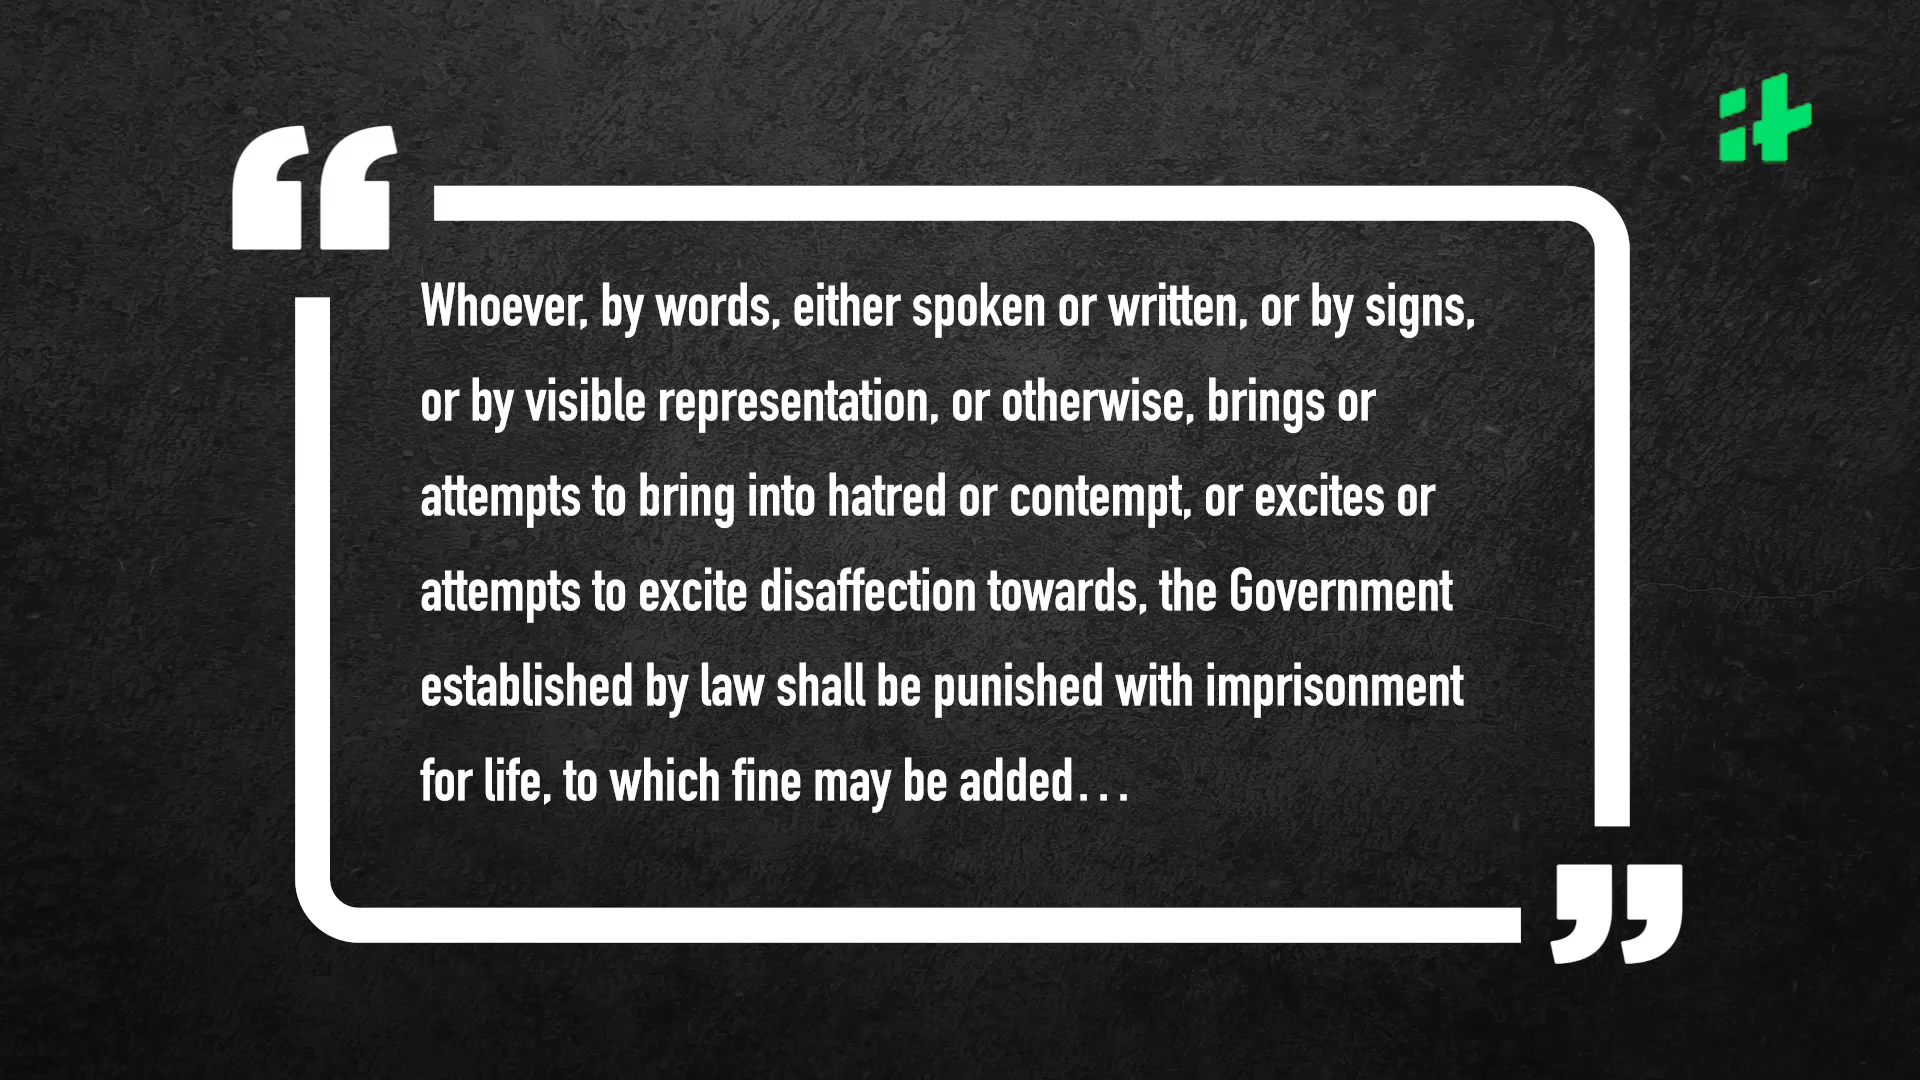 Whoever, by words, either spoken or written, or by signs,
or by visible representation, or otherwise, brings or
attempts to bring into hatred or contempt, or excites or
attempts to excite disaffection towards, the Government
established by law shall be punished with imprisonment
for life, to which fine may be added...